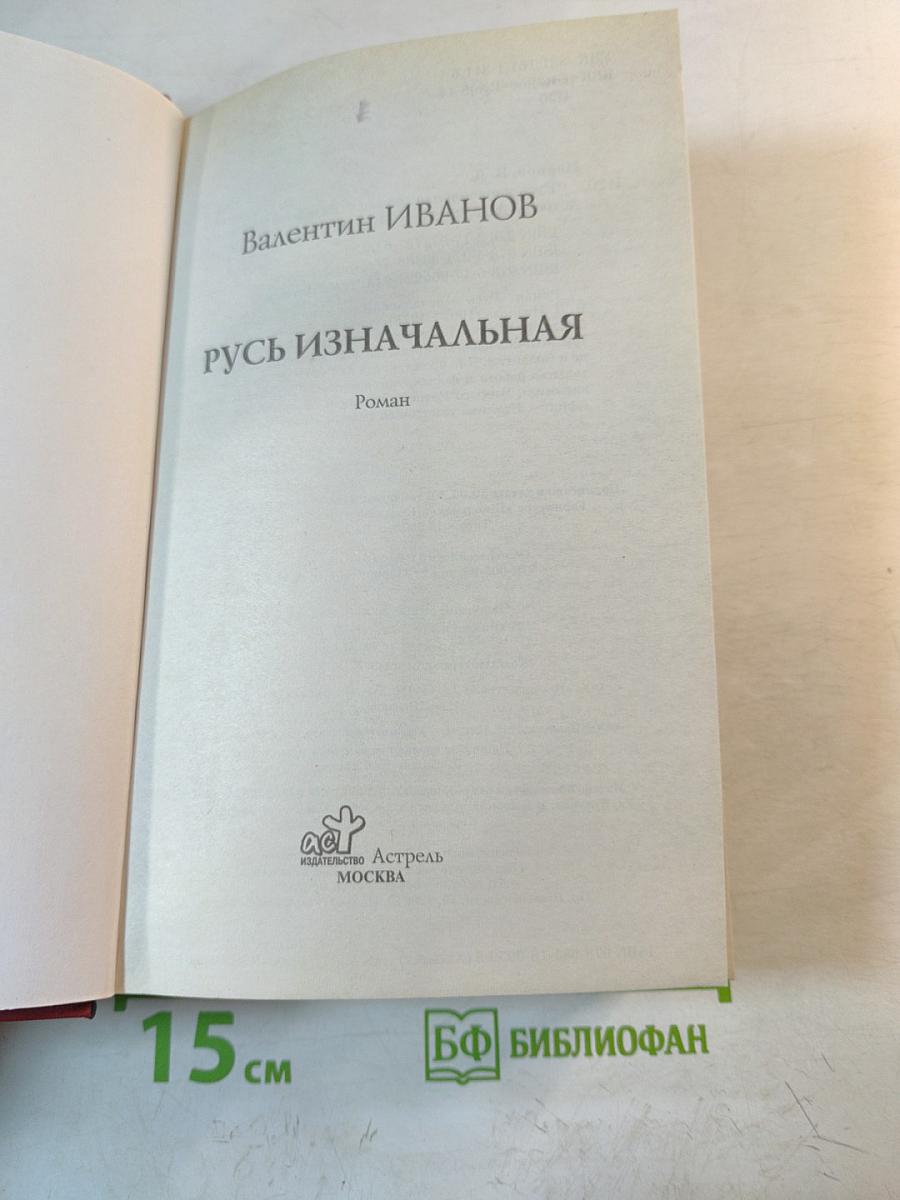 Валентин ИВАНОВ
РУСЬ ИЗНАЧАЛЬНАЯ
Роман
аст
ИЗДАТЕЛЬСТВО Астрель
МОСКВА
15 см
БФ БИБЛИОФАН